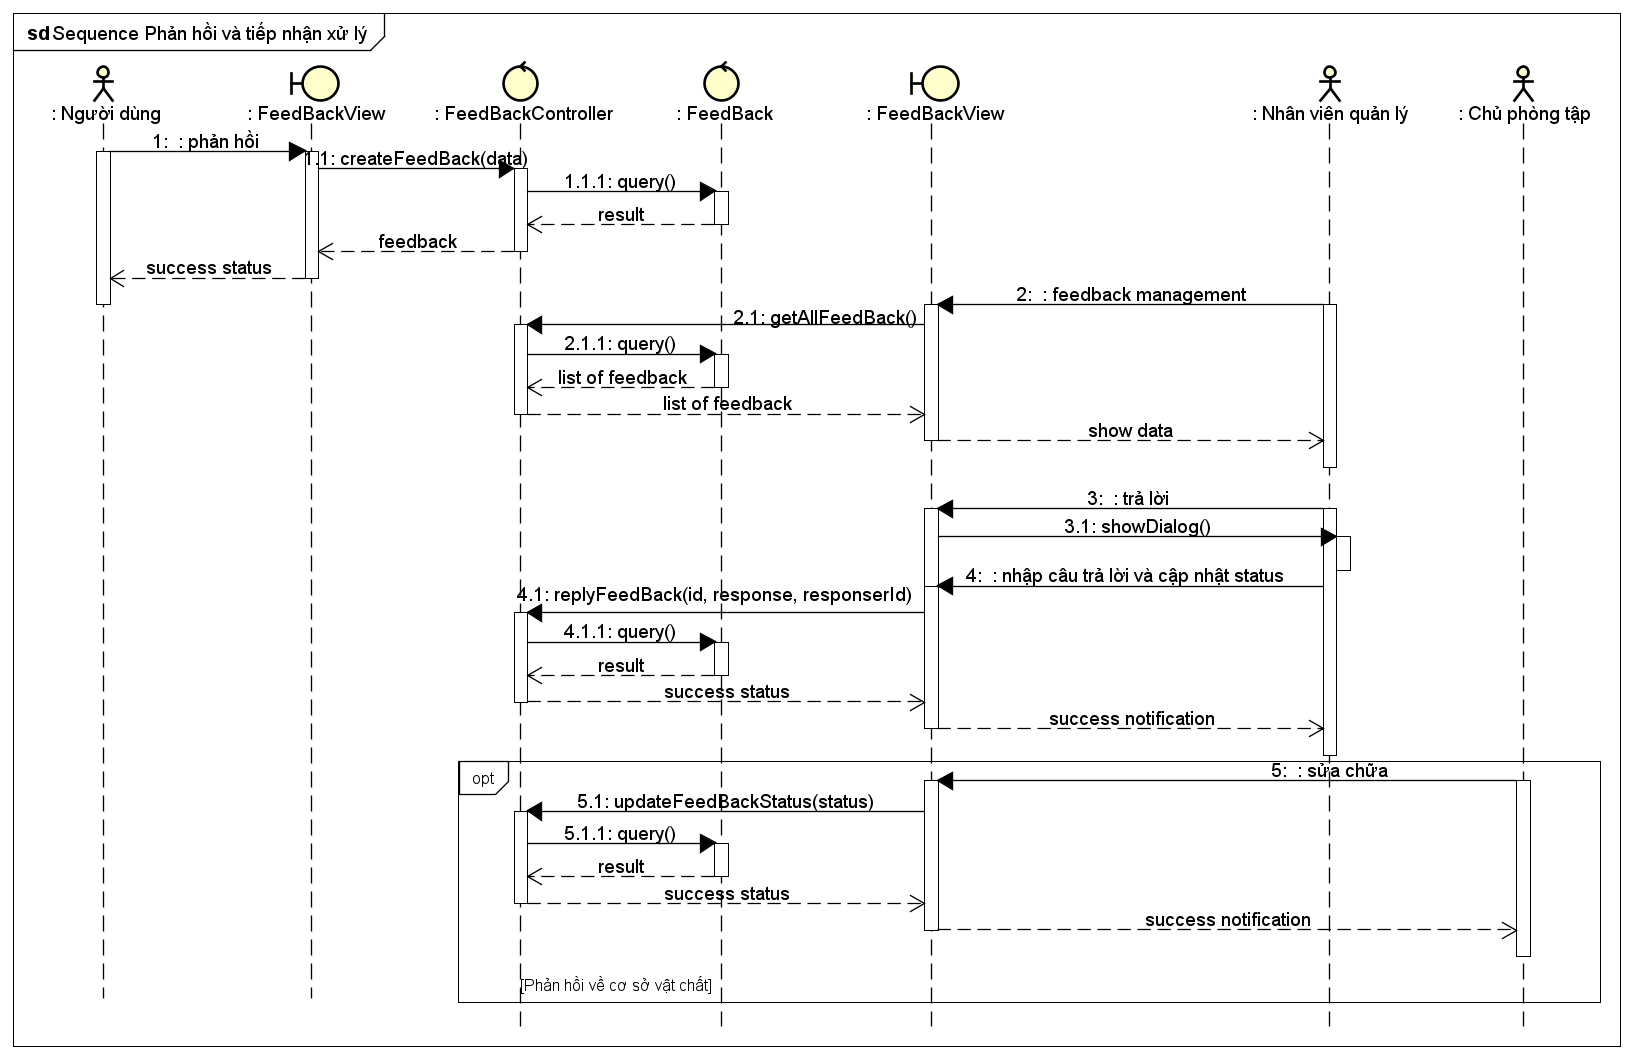 sd Sequence Phản hồi và tiếp nhận xử lý
: Người dùng
: FeedBackView
: FeedBackController
: FeedBack
: FeedBackView
: Nhân viên quản lý
: Chủ phòng tập
1: : phản hồi
1.1: createFeedBack(data)
1.1.1: query()
result
feedback
success status
2: : feedback management
2.1: getAllFeedBack()
2.1.1: query()
list of feedback
list of feedback
show data
3: : trả lời
3.1: showDialog()
4: : nhập câu trả lời và cập nhật status
4.1: replyFeedBack(id, response, responserId)
4.1.1: query()
result
success status
success notification
opt
5: : sửa chữa
5.1: updateFeedBackStatus(status)
5.1.1: query()
result
success status
success notification
[Phản hồi về cơ sở vật chất]